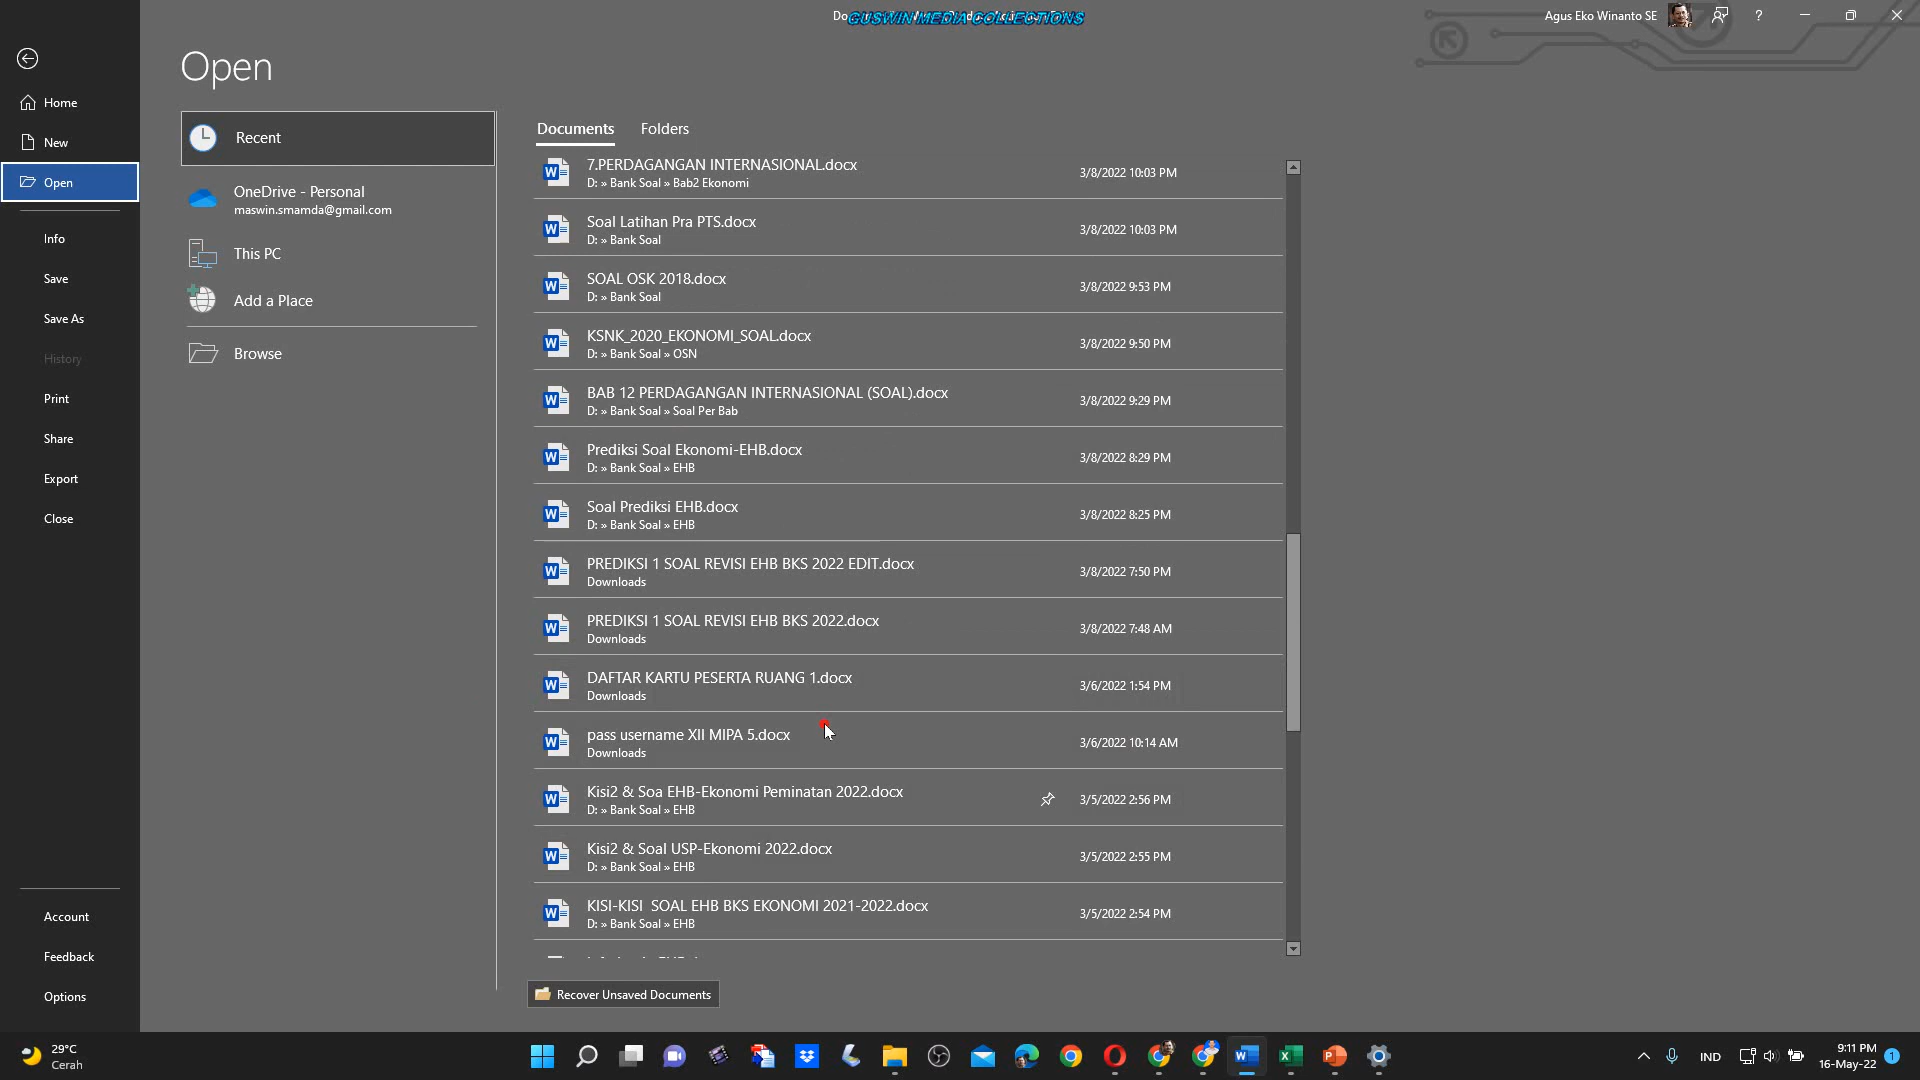 GUSWIN MEDIA COLLECTIONS
Agus Eko Winanto SE
?
Open
Home
New
Open
Info
Save
Save As
History
Print
Share
Export
Close
Account
Feedback
Options
Recent
OneDrive - Personal
maswin.smamda@gmail.com
This PC
Add a Place
Browse
Documents Folders
7.PERDAGANGAN INTERNASIONAL.docx 3/8/2022 10:03 PM
D: » Bank Soal » Bab2 Ekonomi
Soal Latihan Pra PTS.docx 3/8/2022 10:03 PM
D: » Bank Soal
SOAL OSK 2018.docx 3/8/2022 9:53 PM
D: » Bank Soal
KSNK_2020_EKONOMI_SOAL.docx 3/8/2022 9:50 PM
D: » Bank Soal » OSN
BAB 12 PERDAGANGAN INTERNASIONAL (SOAL).docx 3/8/2022 9:29 PM
D: » Bank Soal » Soal Per Bab
Prediksi Soal Ekonomi-EHB.docx 3/8/2022 8:29 PM
D: » Bank Soal » EHB
Soal Prediksi EHB.docx 3/8/2022 8:25 PM
D: » Bank Soal » EHB
PREDIKSI 1 SOAL REVISI EHB BKS 2022 EDIT.docx 3/8/2022 7:50 PM
Downloads
PREDIKSI 1 SOAL REVISI EHB BKS 2022.docx 3/8/2022 7:48 AM
Downloads
DAFTAR KARTU PESERTA RUANG 1.docx 3/6/2022 1:54 PM
Downloads
pass username XII MIPA 5.docx 3/6/2022 10:14 AM
Downloads
Kisi2 & Soa EHB-Ekonomi Peminatan 2022.docx 3/5/2022 2:56 PM
D: » Bank Soal » EHB
Kisi2 & Soal USP-Ekonomi 2022.docx 3/5/2022 2:55 PM
D: » Bank Soal » EHB
KISI-KISI SOAL EHB BKS EKONOMI 2021-2022.docx 3/5/2022 2:54 PM
D: » Bank Soal » EHB
Recover Unsaved Documents
29°C
Cerah
IND
9:11 PM
16-May-22
1